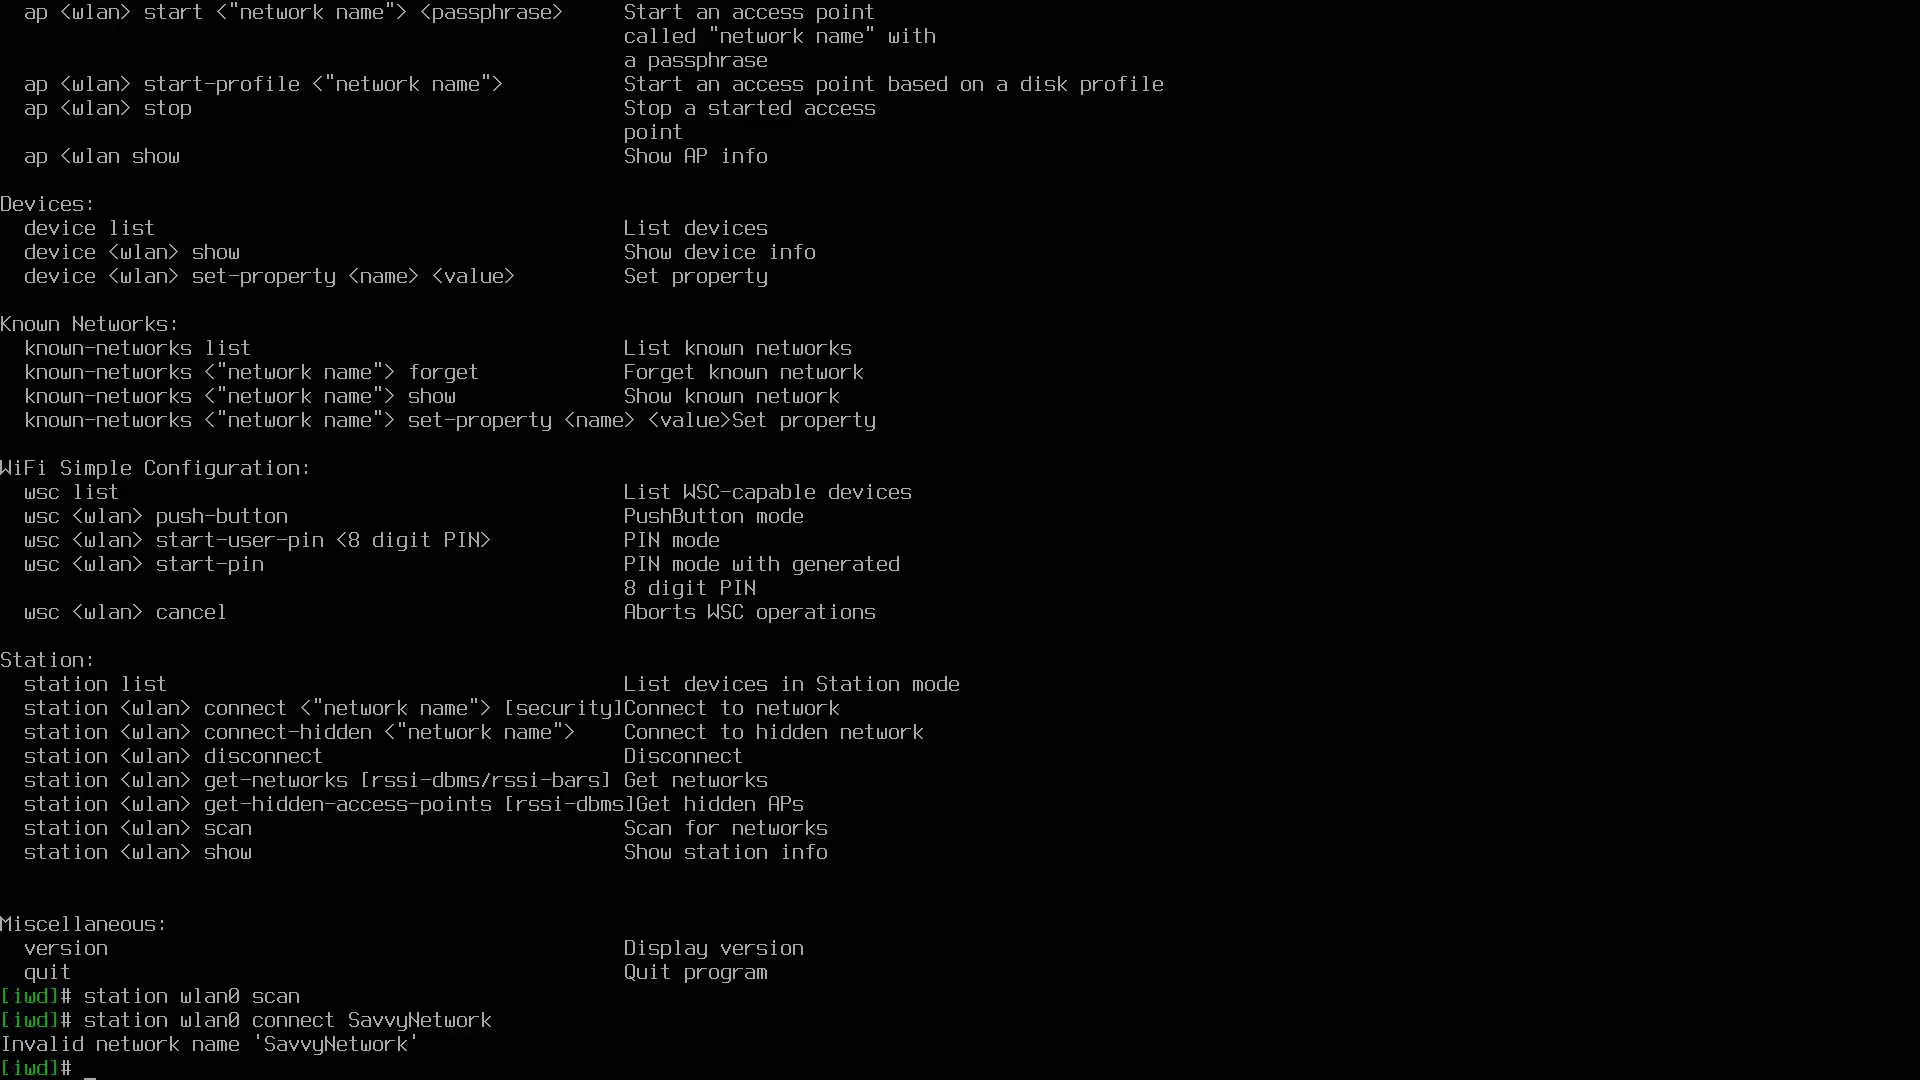 ap <wlan> start <"network name"> <passphrase> Start an access point
called "network name" with
a passphrase
ap <wlan> start-profile <"network name"> Start an access point based on a disk profile
ap <wlan> stop Stop a started access
point
ap <wlan show Show AP info
Devices:
device list List devices
device <wlan> show Show device info
device <wlan> set-property <name> <value> Set property
Known Networks:
known-networks list List known networks
known-networks <"network name"> forget Forget known network
known-networks <"network name"> show Show known network
known-networks <"network name"> set-property <name> <value>Set property
WiFi Simple Configuration:
wsc list List WSC-capable devices
wsc <wlan> push-button PushButton mode
wsc <wlan> start-user-pin <8 digit PIN> PIN mode
wsc <wlan> start-pin PIN mode with generated
8 digit PIN
wsc <wlan> cancel Aborts WSC operations
Station:
station list List devices in Station mode
station <wlan> connect <"network name"> [security]Connect to network
station <wlan> connect-hidden <"network name"> Connect to hidden network
station <wlan> disconnect Disconnect
station <wlan> get-networks [rssi-dbms/rssi-bars] Get networks
station <wlan> get-hidden-access-points [rssi-dbms]Get hidden APs
station <wlan> scan Scan for networks
station <wlan> show Show station info
Miscellaneous:
version Display version
quit Quit program
[iwd]# station wlan0 scan
[iwd]# station wlan0 connect SavvyNetwork
Invalid network name 'SavvyNetwork'
[iwd]# _